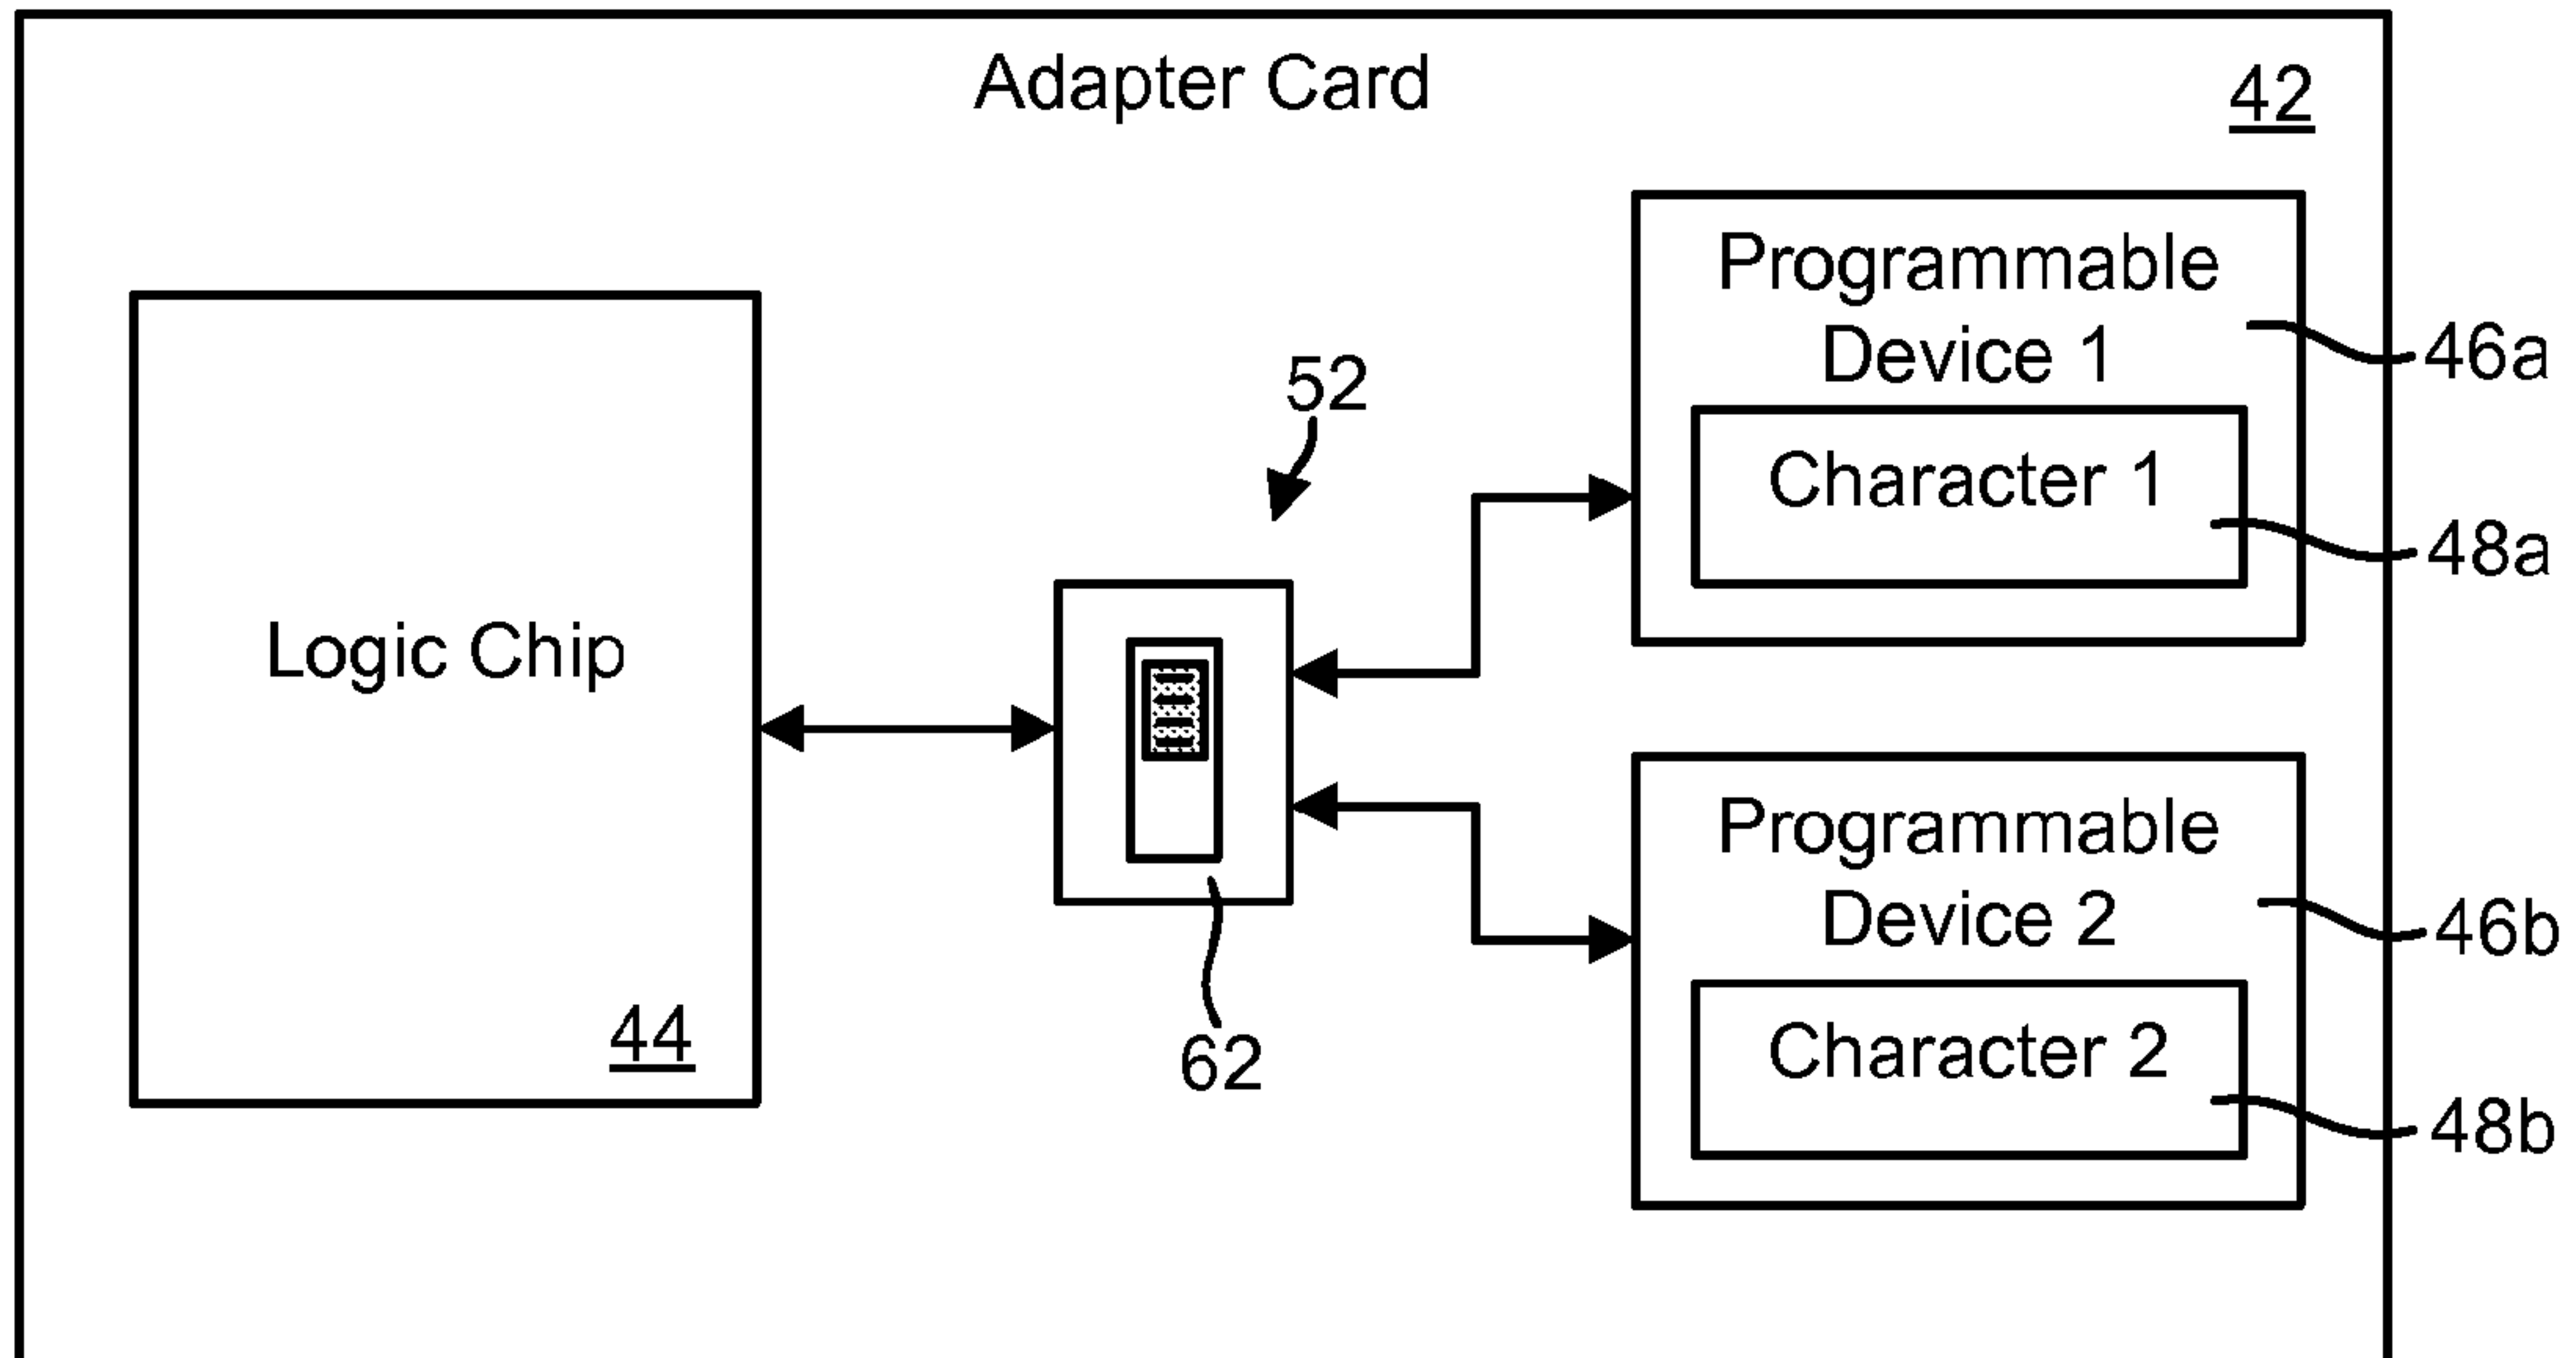 Adapter Card
42
Programmable
Device 1
46a
Character 1
48a
52
Logic Chip
44
62
Programmable
Device 2
46b
Character 2
48b